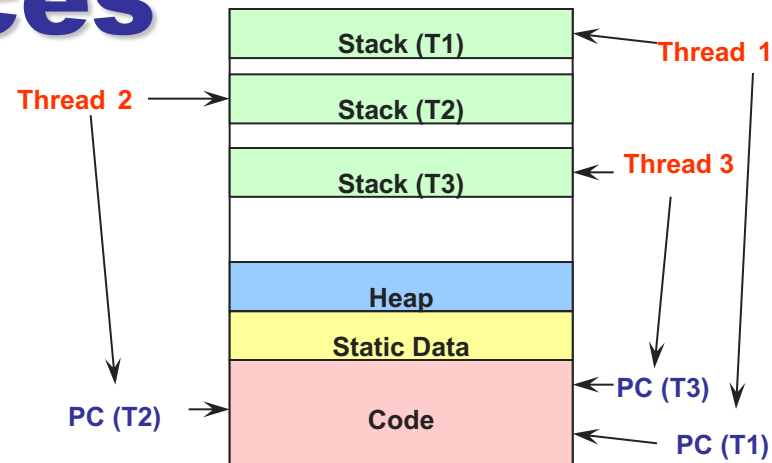 Stack (T1)
Thread 1
Thread 2
Stack (T2)
Thread 3
Stack (T3)
Heap
Static Data
PC (T3)
PC (T2)
Code
PC (T1)